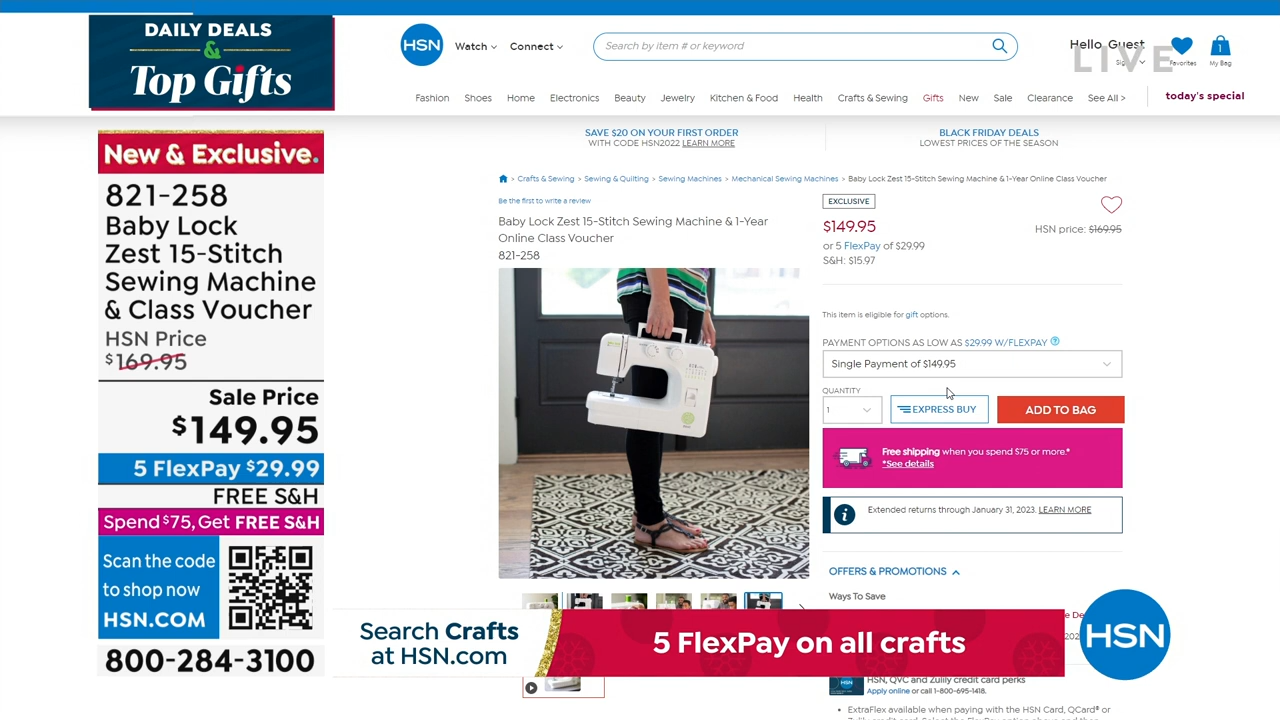 DAILY DEALS
&
Top Gifts
New & Exclusive.
821-258
Baby Lock
Zest 15-Stitch
Sewing Machine
& Class Voucher
HSN Price
$169.95
Sale Price
$149.95
5 FlexPay $29.99
FREE S&H
Spend $75, Get FREE S&H
Scan the code
to shop now
HSN.COM
800-284-3100
HSN
Watch
Connect
Search by item # or keyword
Hello, Guest
LIVE
Favorites
1
My Bag
Fashion Shoes Home Electronics Beauty Jewelry Kitchen & Food Health Crafts & Sewing Gifts New Sale Clearance See All >
today's special
SAVE $20 ON YOUR FIRST ORDER
WITH CODE HSN2022 LEARN MORE
BLACK FRIDAY DEALS
LOWEST PRICES OF THE SEASON
> Crafts & Sewing > Sewing & Quilting > Sewing Machines > Mechanical Sewing Machines > Baby Lock Zest 15-Stitch Sewing Machine & 1-Year Online Class Voucher
Be the first to write a review
Baby Lock Zest 15-Stitch Sewing Machine & 1-Year
Online Class Voucher
821-258
EXCLUSIVE
$149.95
HSN price: $169.95
or 5 FlexPay of $29.99
S&H: $15.97
This item is eligible for gift options.
PAYMENT OPTIONS AS LOW AS $29.99 W/FLEXPAY
Single Payment of $149.95
QUANTITY
1
EXPRESS BUY
ADD TO BAG
Free shipping when you spend $75 or more.*
*See details
Extended returns through January 31, 2023. LEARN MORE
OFFERS & PROMOTIONS
Ways To Save
Search Crafts
at HSN.com
5 FlexPay on all crafts
HSN
HSN, QVC and Zulily credit card perks
Apply online or call 1-800-695-1418.
• ExtraFlex available when paying with the HSN Card, QCard® or